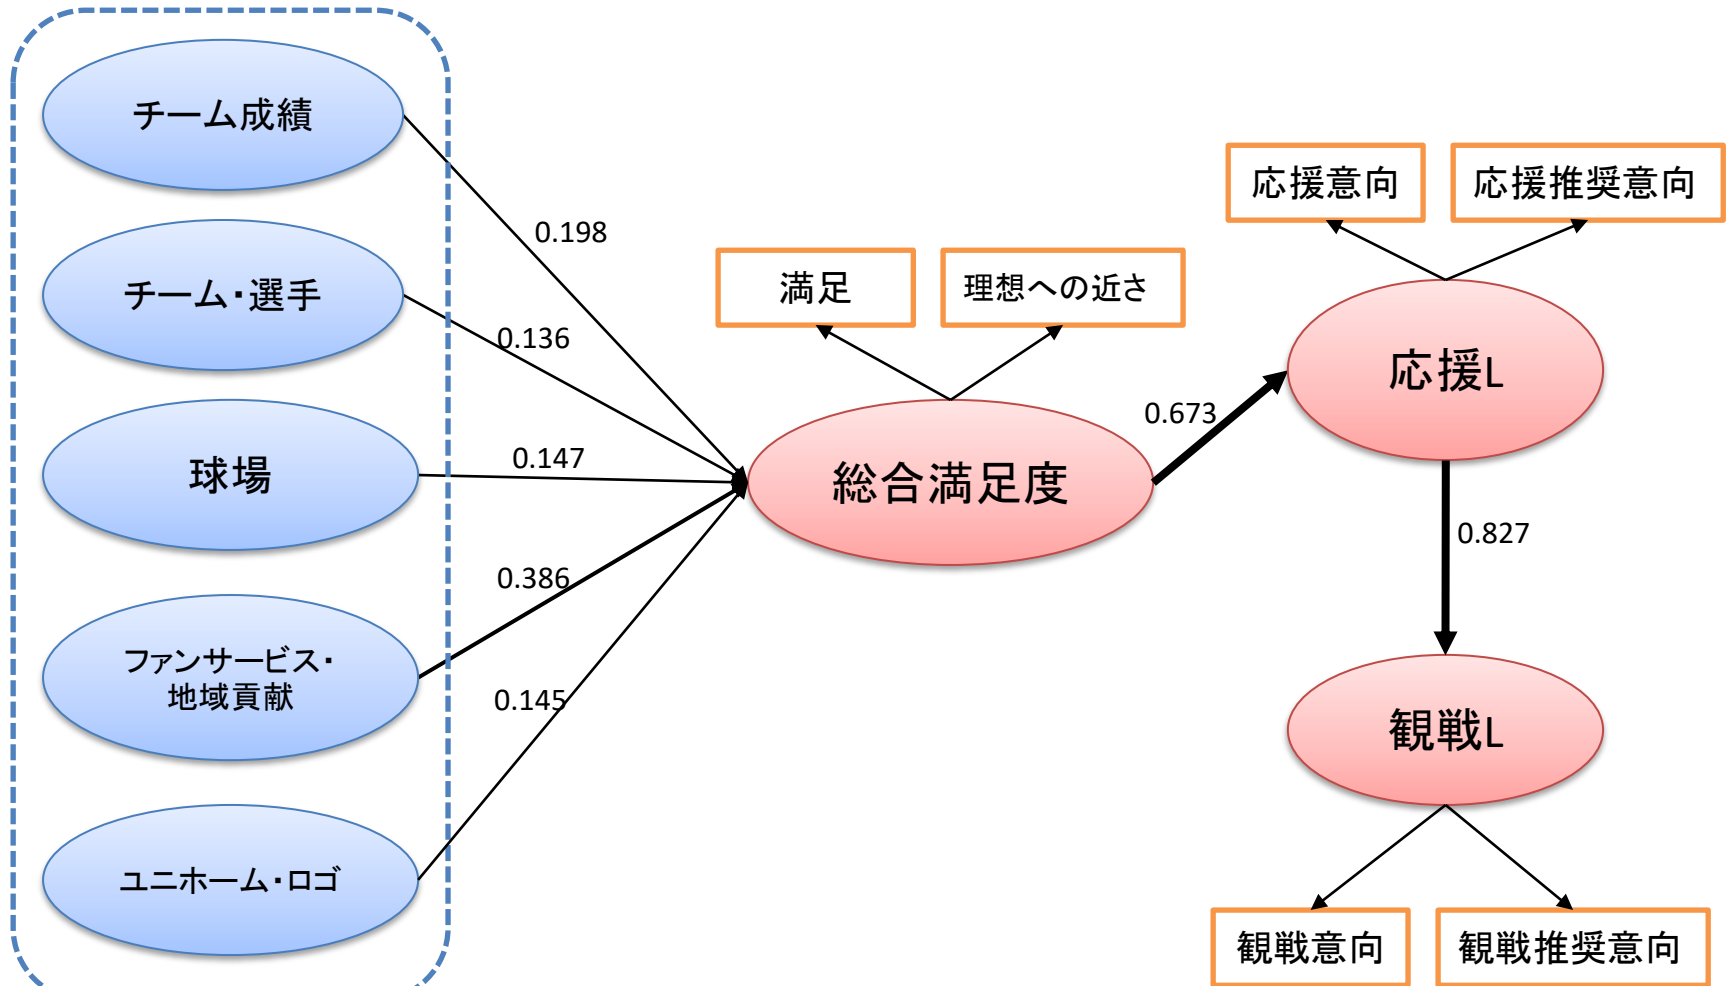 チーム成績
チーム・選手
球場
ファンサービス・
地域貢献
ユニホーム・ロゴ
0.198
0.136
0.147
0.386
0.145
満足
理想への近さ
総合満足度
0.673
応援意向
応援推奨意向
応援L
0.827
観戦L
観戦意向
観戦推奨意向